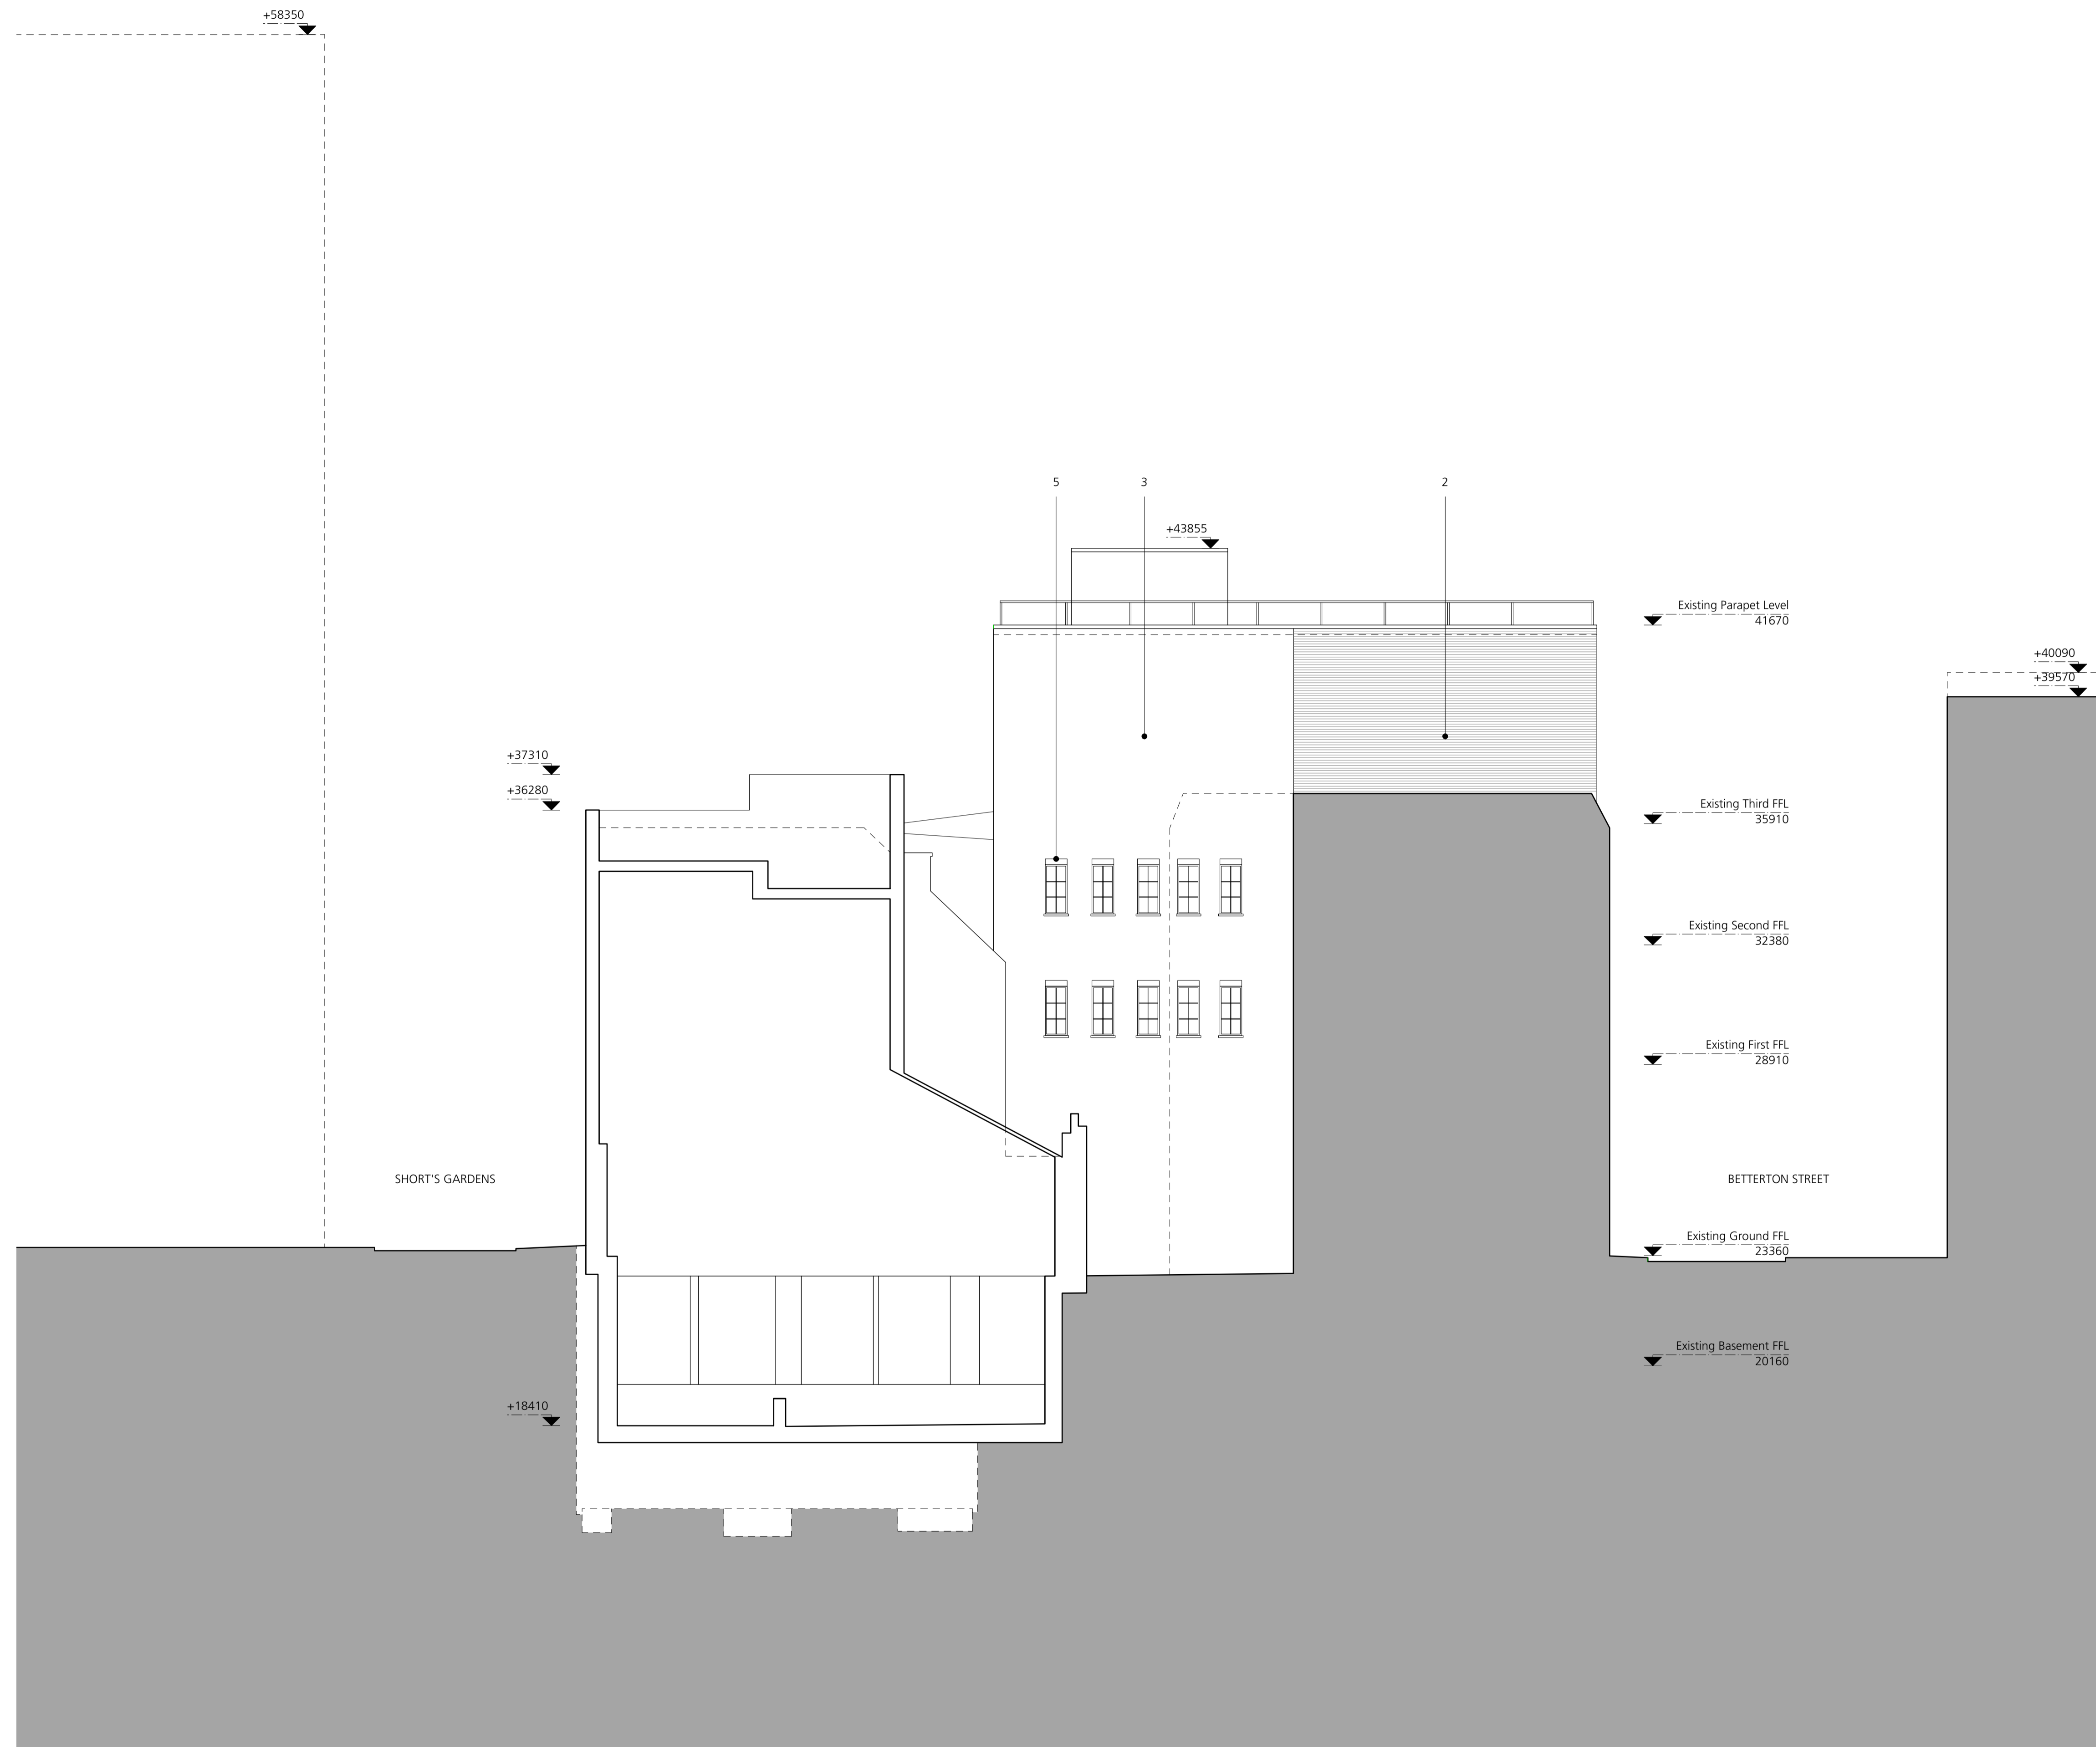 +58350
5
3
2
+43855
Existing Parapet Level
41670
+40090
+39570
+37310
+36280
Existing Third FFL
35910
Existing Second FFL
32380
Existing First FFL
28910
SHORT'S GARDENS
BETTERTON STREET
Existing Ground FFL
23360
Existing Basement FFL
20160
+18410